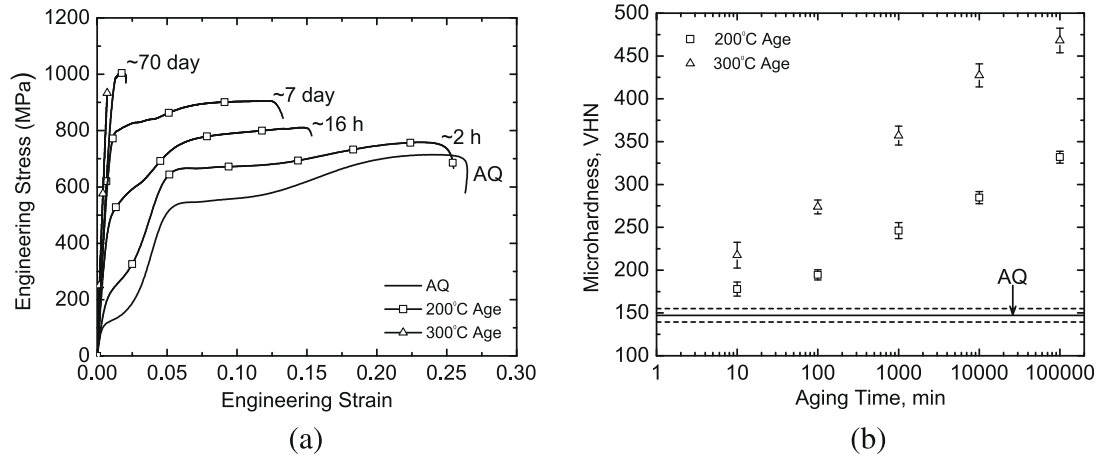 1200
1000
800
600
400
200
0
0.00 0.05 0.10 0.15 0.20 0.25 0.30
Engineering Stress (MPa)
Engineering Strain
~70 day
~7 day
~16 h
~2 h
AQ
AQ
200°C Age
300°C Age
(a)
500
450
400
350
300
250
200
150
100
1 10 100 1000 10000 100000
Microhardness, VHN
Aging Time, min
200°C Age
300°C Age
AQ
(b)